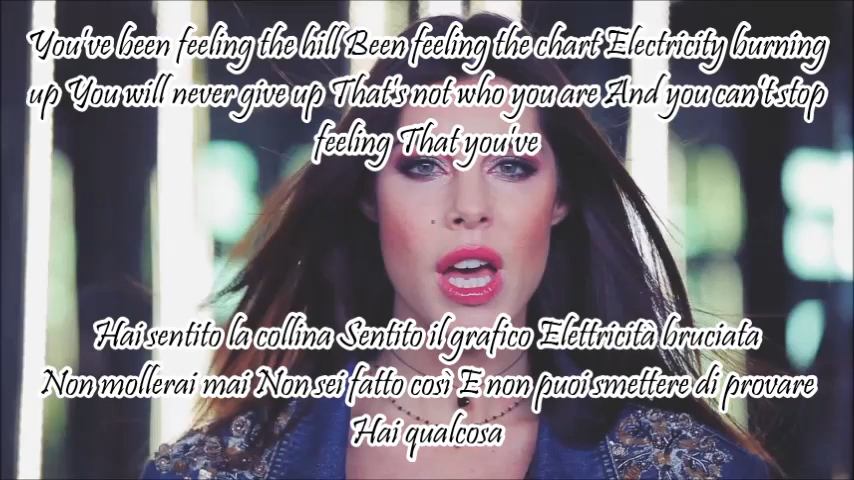 You've been feeling the hill Been feeling the chart Electricity burning
up You will never give up That's not who you are And you can't stop
feeling That you've
Hai sentito la collina Sentito il grafico Elettricità bruciata
Non mollerai mai Non sei fatto così E non puoi smettere di provare
Hai qualcosa